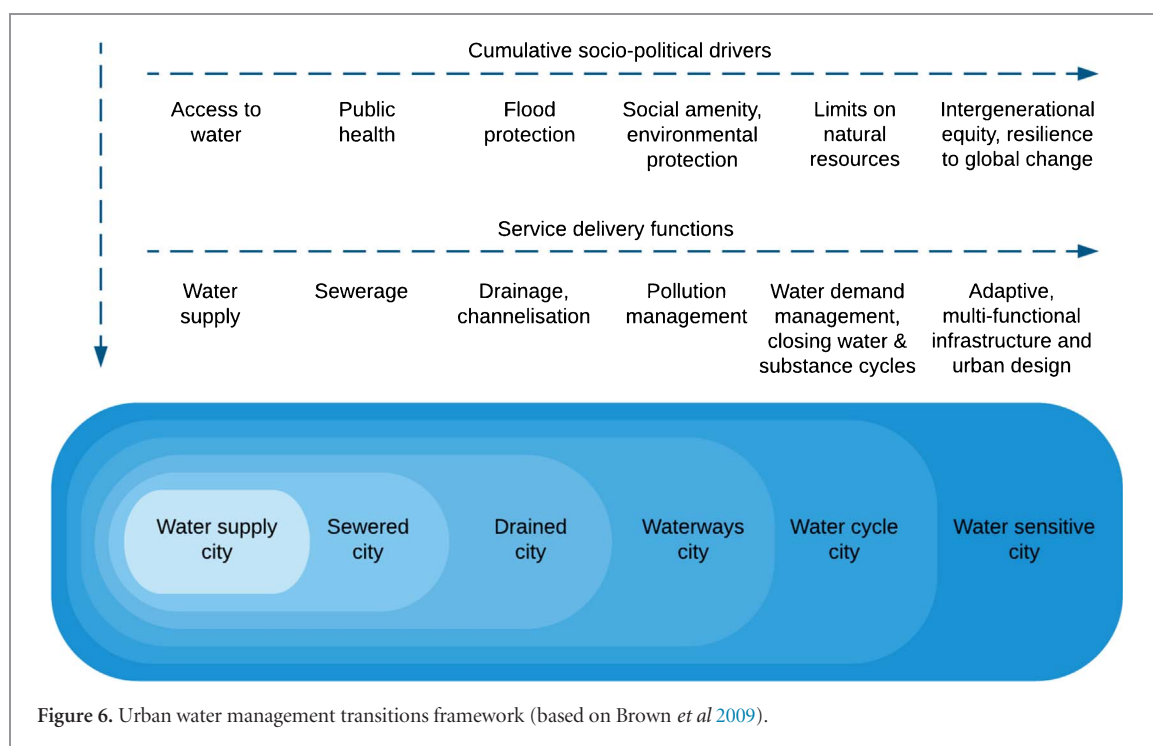 Cumulative socio-political drivers
Access to
water
Public
health
Flood
protection
Social amenity,
environmental
protection
Limits on
natural
resources
Intergenerational
equity, resilience
to global change
Service delivery functions
Water
supply
Sewerage
Drainage,
channelisation
Pollution
management
Water demand
management,
closing water &
substance cycles
Adaptive,
multi-functional
infrastructure and
urban design
Water supply
city
Sewered
city
Drained
city
Waterways
city
Water cycle
city
Water sensitive
city
Figure 6. Urban water management transitions framework (based on Brown et al 2009).